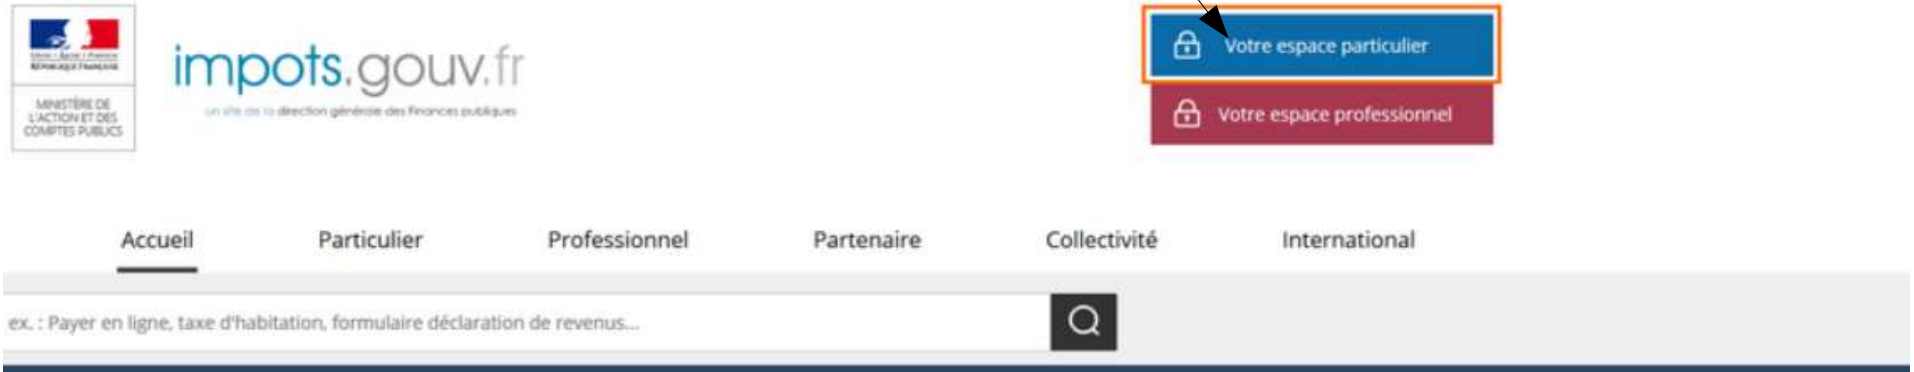 RÉPUBLIQUE FRANÇAISE
MINISTÈRE DE
L'ACTION ET DES
COMPTES PUBLICS
impots.gouv.fr
un site de la direction générale des Finances publiques
Votre espace particulier
Votre espace professionnel
Accueil Particulier Professionnel Partenaire Collectivité International
ex. : Payer en ligne, taxe d'habitation, formulaire déclaration de revenus...